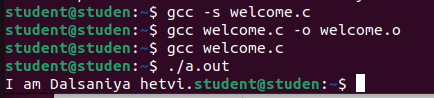 student@studen:~$ gcc -s welcome.c
student@studen:~$ gcc welcome.c -o welcome.o
student@studen:~$ gcc welcome.c
student@studen:~$ ./a.out
I am Dalsaniya hetvi.student@studen:~$